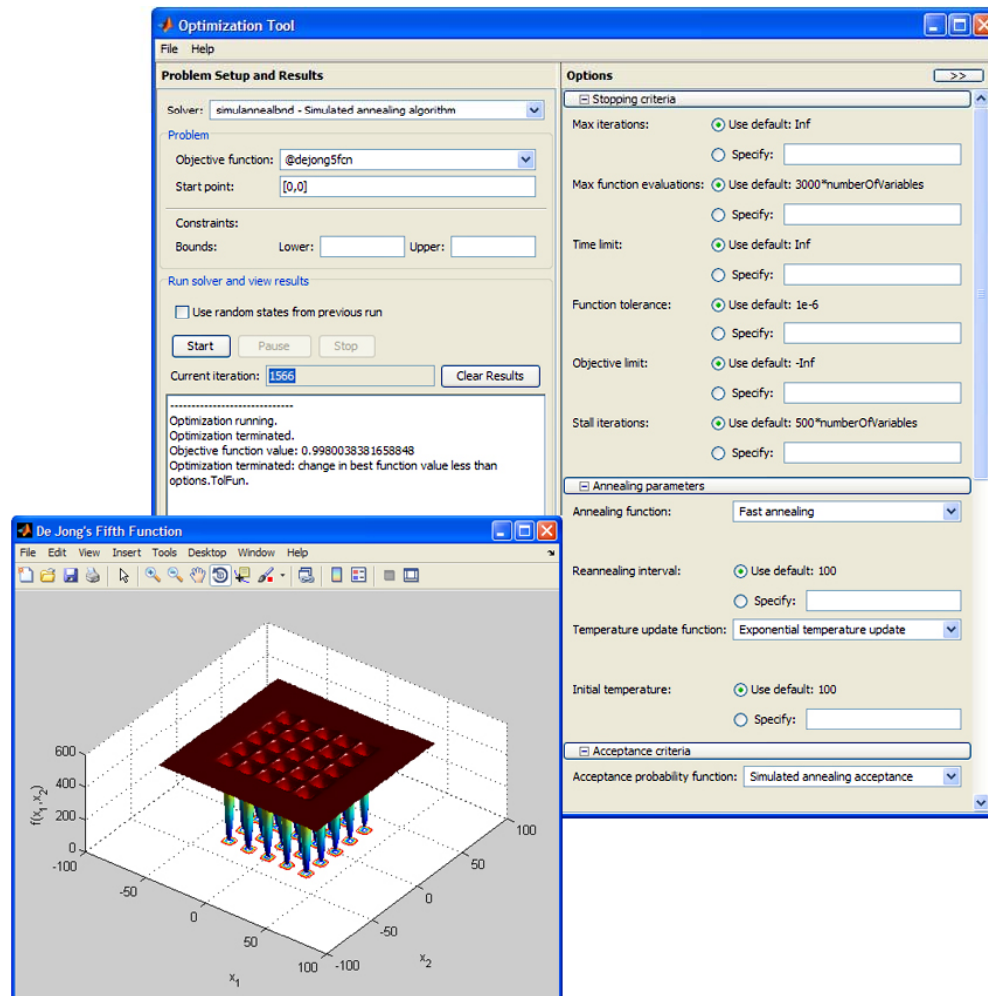 Optimization Tool
File Help
Problem Setup and Results
Solver: simulannealbnd - Simulated annealing algorithm
Problem
Objective function: @dejong5fcn
Start point: [0,0]
Constraints:
Bounds: Lower: Upper:
Run solver and view results
Use random states from previous run
Start Pause Stop
Current iteration: 1566 Clear Results
-----------------------------
Optimization running.
Optimization terminated.
Objective function value: 0.9980038381658848
Optimization terminated: change in best function value less than
options.TolFun.
Options >>
Stopping criteria
Max iterations: Use default: Inf
Specify:
Max function evaluations: Use default: 3000*numberOfVariables
Specify:
Time limit: Use default: Inf
Specify:
Function tolerance: Use default: 1e-6
Specify:
Objective limit: Use default: -Inf
Specify:
Stall iterations: Use default: 500*numberOfVariables
Specify:
Annealing parameters
Annealing function: Fast annealing
Reannealing interval: Use default: 100
Specify:
Temperature update function: Exponential temperature update
Initial temperature: Use default: 100
Specify:
Acceptance criteria
Acceptance probability function: Simulated annealing acceptance
De Jong's Fifth Function
File Edit View Insert Tools Desktop Window Help
f(x₁,x₂)
600
400
200
0
-100
-50
0
50
100
x₁
-100
-50
0
50
100
x₂